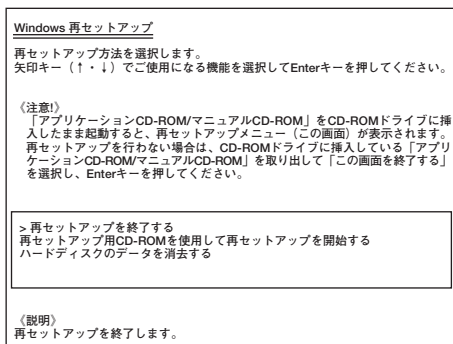 Windows 再セットアップ
再セットアップ方法を選択します。
矢印キー（↑・↓）でご使用になる機能を選択してEnterキーを押してください。
《注意!》
「アプリケーションCD-ROM/マニュアルCD-ROM」をCD-ROMドライブに挿
入したまま起動すると、再セットアップメニュー（この画面）が表示されます。
再セットアップを行わない場合は、CD-ROMドライブに挿入している「アプリ
ケーションCD-ROM/マニュアルCD-ROM」を取り出して「この画面を終了する」
を選択し、Enterキーを押してください。
> 再セットアップを終了する
再セットアップ用CD-ROMを使用して再セットアップを開始する
ハードディスクのデータを消去する
《説明》
再セットアップを終了します。